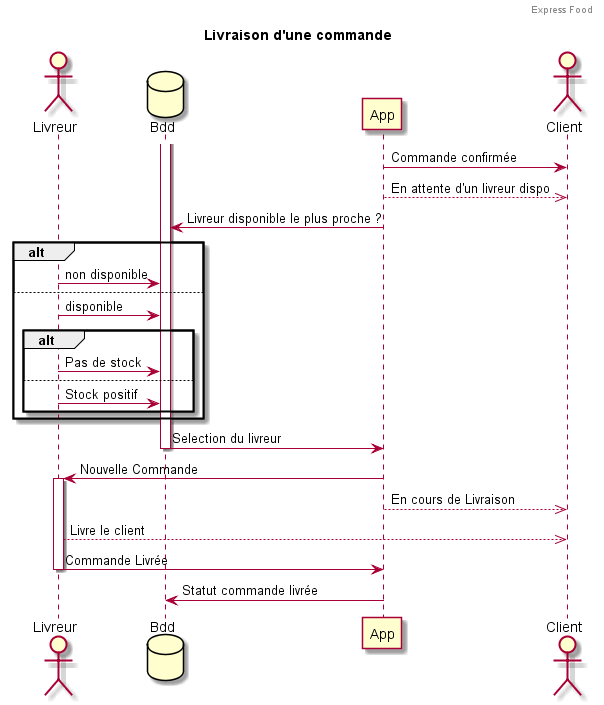 Express Food
Livraison d'une commande
Livreur
Bdd
App
Client
Commande confirmée
En attente d'un livreur dispo
Livreur disponible le plus proche ?
alt
non disponible
disponible
alt
Pas de stock
Stock positif
Selection du livreur
Nouvelle Commande
En cours de Livraison
Livre le client
Commande Livrée
Statut commande livrée
Livreur
Bdd
App
Client